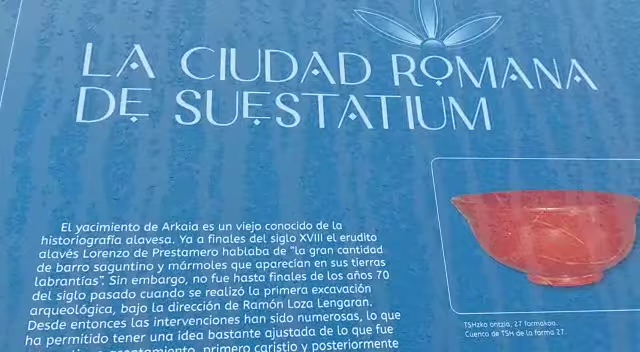 LA CIUDAD ROMANA
DE SUESTATIUM
El yacimiento de Arkaia es un viejo conocido de la
historiografía alavesa. Ya a finales del siglo XVIII el erudito
alavés Lorenzo de Prestamero hablaba de "la gran cantidad
de barro saguntino y mármoles que aparecían en sus tierras
labrantías". Sin embargo, no fue hasta finales de los años 70
del siglo pasado cuando se realizó la primera excavación
arqueológica, bajo la dirección de Ramón Loza Lengaran.
Desde entonces las intervenciones han sido numerosas, lo que
ha permitido tener una idea bastante ajustada de lo que fue
asentamiento, primero caristio y posteriormente
TSHzko ontzia, 27 formakoa.
Cuenco de TSH de la forma 27.